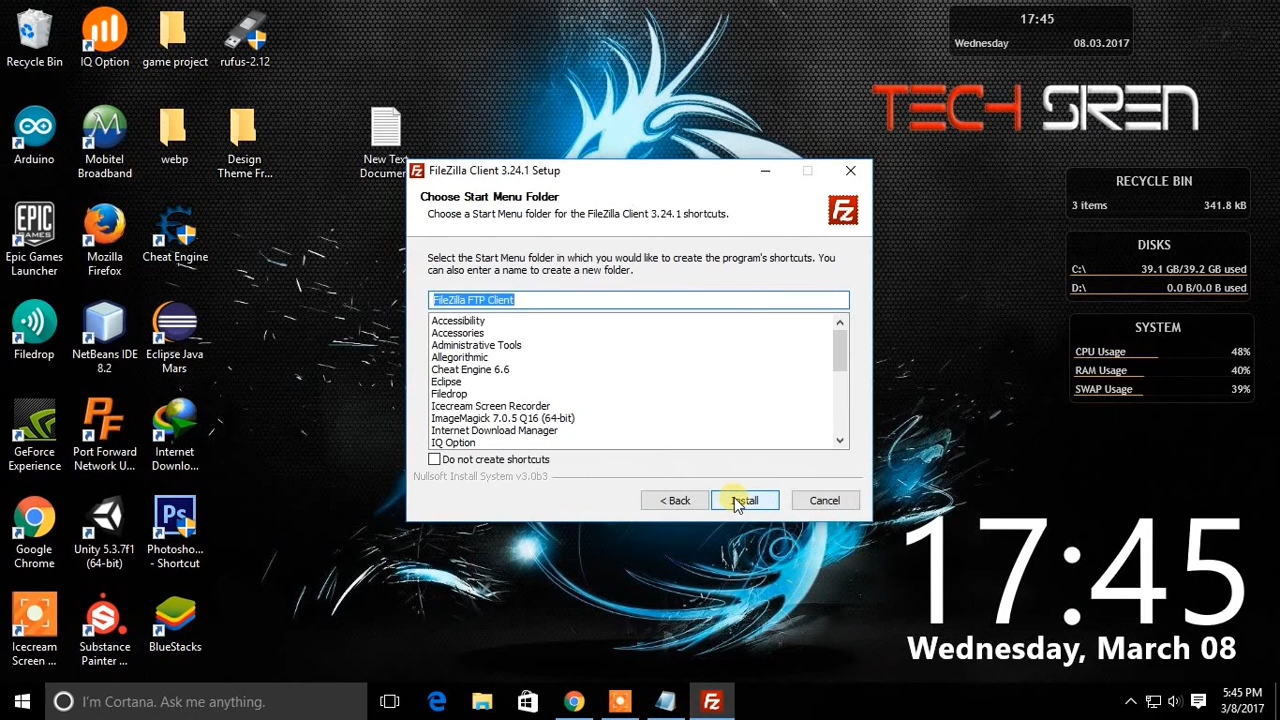 Recycle Bin
IQ Option
game project
rufus-2.12
17:45
Wednesday 08.03.2017
TECH SIREN
Arduino
Mobitel Broadband
webp
Design Theme Fr...
New Text Documen
Epic Games Launcher
Mozilla Firefox
Cheat Engine
Filedrop
NetBeans IDE 8.2
Eclipse Java Mars
GeForce Experience
Port Forward Network U...
Internet Downlo...
Google Chrome
Unity 5.3.7f1 (64-bit)
Photosho... - Shortcut
Icecream Screen ...
Substance Painter ...
BlueStacks
FileZilla Client 3.24.1 Setup
Choose Start Menu Folder
Choose a Start Menu folder for the FileZilla Client 3.24.1 shortcuts.
Fz
Select the Start Menu folder in which you would like to create the program's shortcuts. You
can also enter a name to create a new folder.
FileZilla FTP Client
Accessibility
Accessories
Administrative Tools
Allegorithmic
Cheat Engine 6.6
Eclipse
Filedrop
Icecream Screen Recorder
ImageMagick 7.0.5 Q16 (64-bit)
Internet Download Manager
IQ Option
Do not create shortcuts
Nullsoft Install System v3.0b3
< Back
Install
Cancel
RECYCLE BIN
3 items 341.8 kB
DISKS
C:\ 39.1 GB/39.2 GB used
D:\ 0.0 B/0.0 B used
SYSTEM
CPU Usage 48%
RAM Usage 40%
SWAP Usage 39%
17:45
Wednesday, March 08
I'm Cortana. Ask me anything.
5:45 PM
3/8/2017